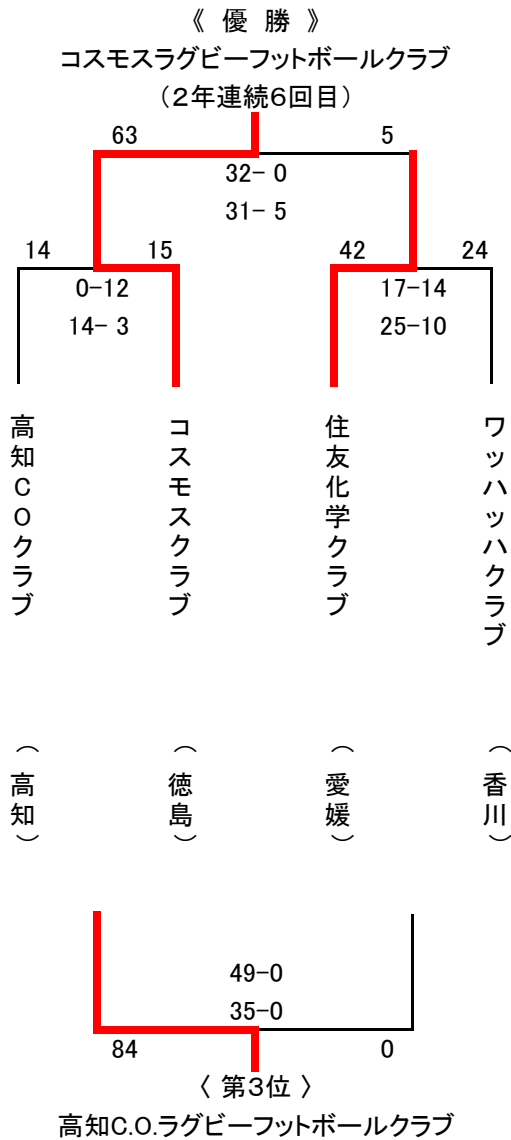 《 優 勝 》
コスモスラグビーフットボールクラブ
（２年連続６回目）
63 5
32− 0
31− 5
14 15 42 24
0−12 17−14
14− 3 25−10
高知ＣＯクラブ （高知）
コスモスクラブ （徳島）
住友化学クラブ （愛媛）
ワッハッハクラブ （香川）
49−0
35−0
84 0
〈 第３位 〉
高知C.O.ラグビーフットボールクラブ